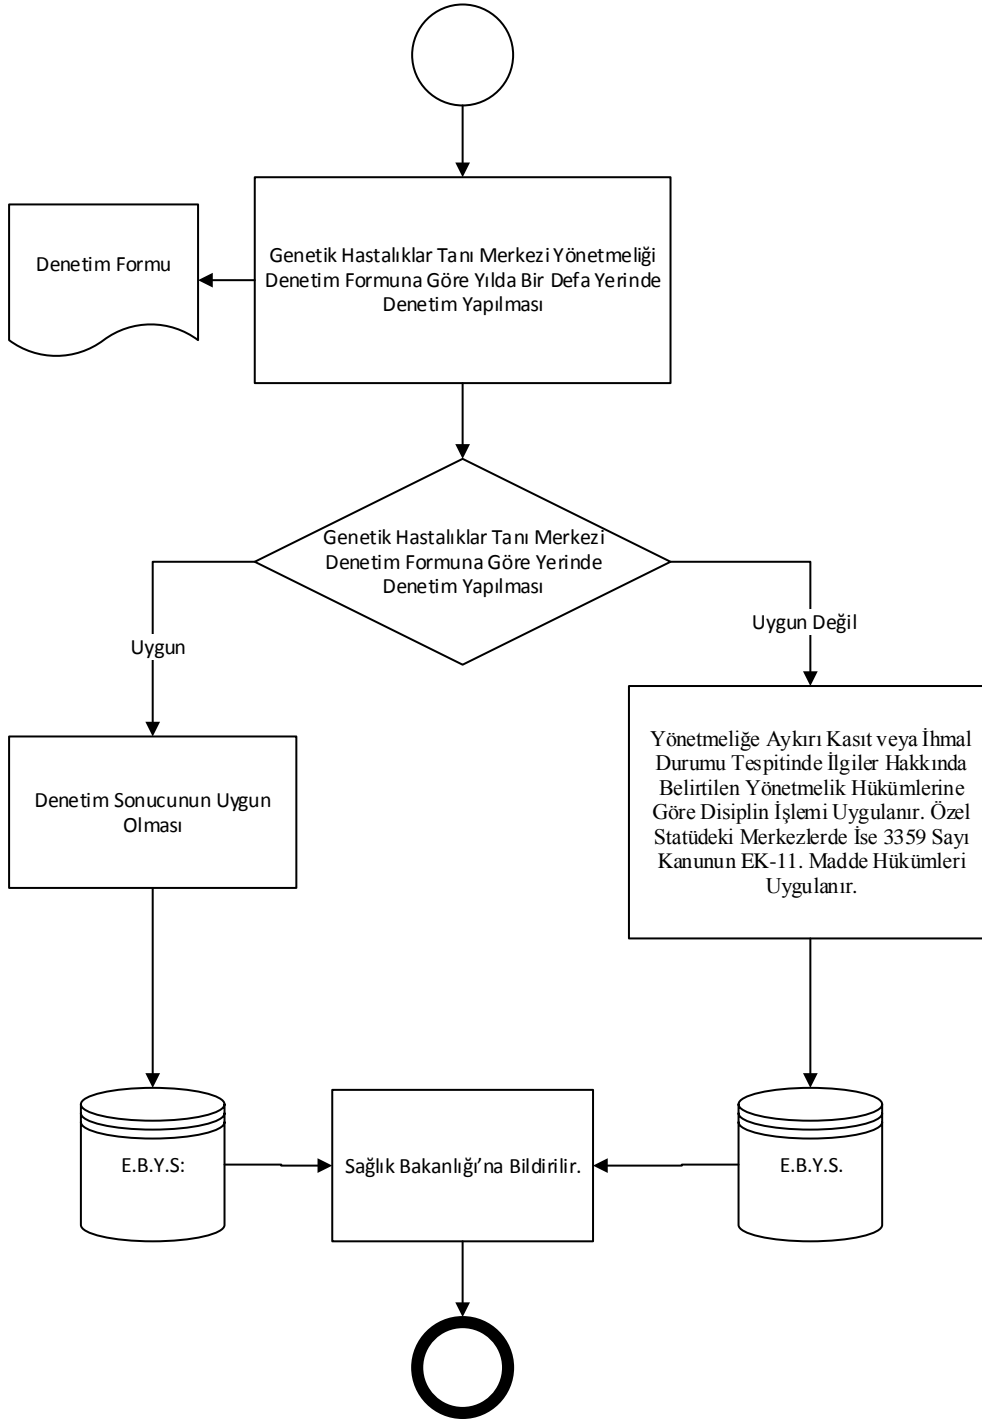 Genetik Hastalıklar Tanı Merkezi Yönetmeliği
Denetim Formuna Göre Yılda Bir Defa Yerinde
Denetim Yapılması
Denetim Formu
Genetik Hastalıklar Tanı Merkezi
Denetim Formuna Göre Yerinde
Denetim Yapılması
Uygun
Uygun Değil
Denetim Sonucunun Uygun
Olması
Yönetmeliğe Aykırı Kasıt veya İhmal
Durumu Tespitinde İlgiler Hakkında
Belirtilen Yönetmelik Hükümlerine
Göre Disiplin İşlemi Uygulanır. Özel
Statüdeki Merkezlerde İse 3359 Sayı
Kanunun EK-11. Madde Hükümleri
Uygulanır.
E.B.Y.S:
Sağlık Bakanlığı’na Bildirilir.
E.B.Y.S.